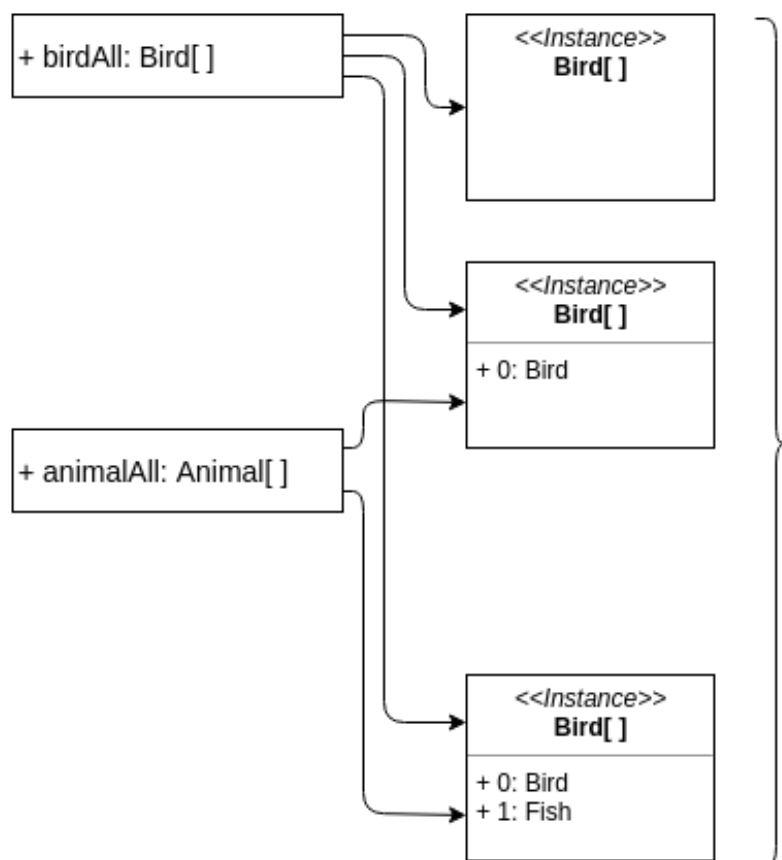 + birdAll: Bird[ ]
<<Instance>>
Bird[ ]
<<Instance>>
Bird[ ]
+ 0: Bird
+ animalAll: Animal[ ]
<<Instance>>
Bird[ ]
+ 0: Bird
+ 1: Fish